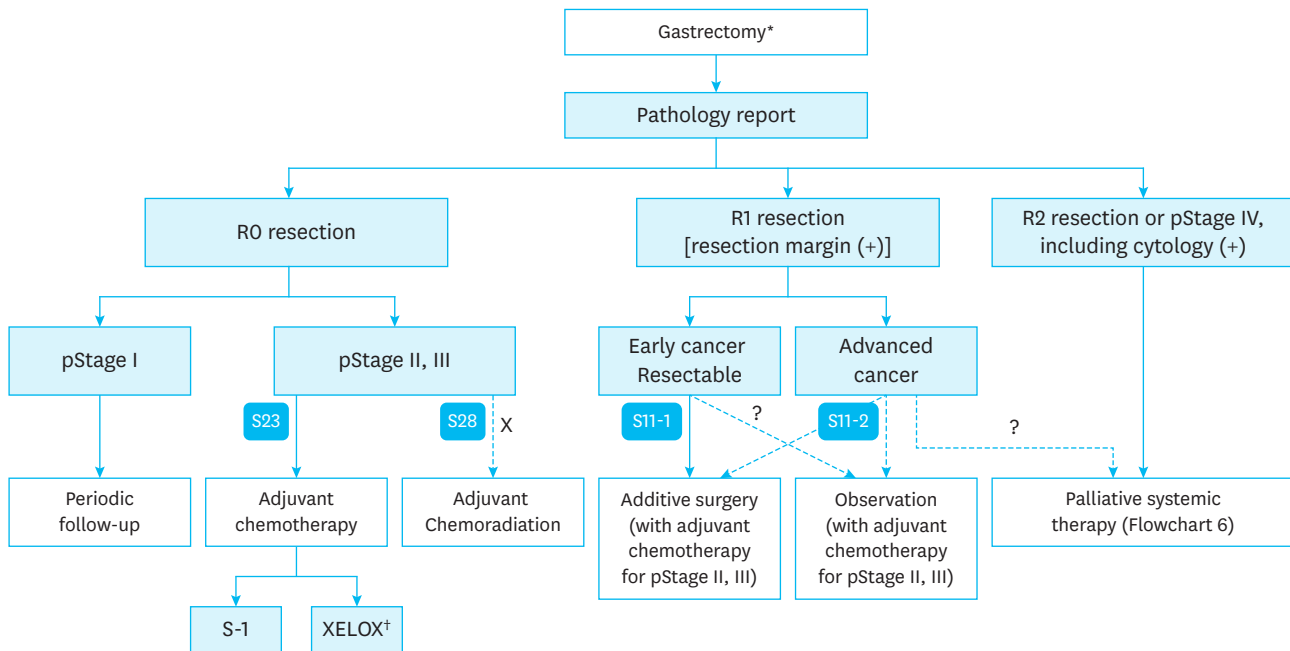 Gastrectomy*
Pathology report
R0 resection
R1 resection
[resection margin (+)]
R2 resection or pStage IV,
including cytology (+)
pStage I
pStage II, III
Early cancer
Resectable
Advanced
cancer
S23
S28
X
S11-1
?
S11-2
?
Periodic
follow-up
Adjuvant
chemotherapy
Adjuvant
Chemoradiation
Additive surgery
(with adjuvant
chemotherapy
for pStage II, III)
Observation
(with adjuvant
chemotherapy
for pStage II, III)
Palliative systemic
therapy (Flowchart 6)
S-1
XELOX†